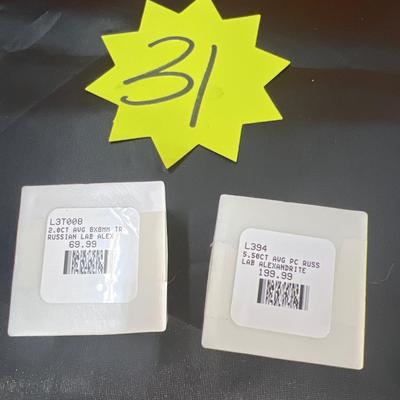 31
L3T008
2.0CT AVG 8X8MM TR
RUSSIAN LAB ALEX
69.99
L394
5.50CT AVG PC RUSS
LAB ALEXANDRITE
199.99